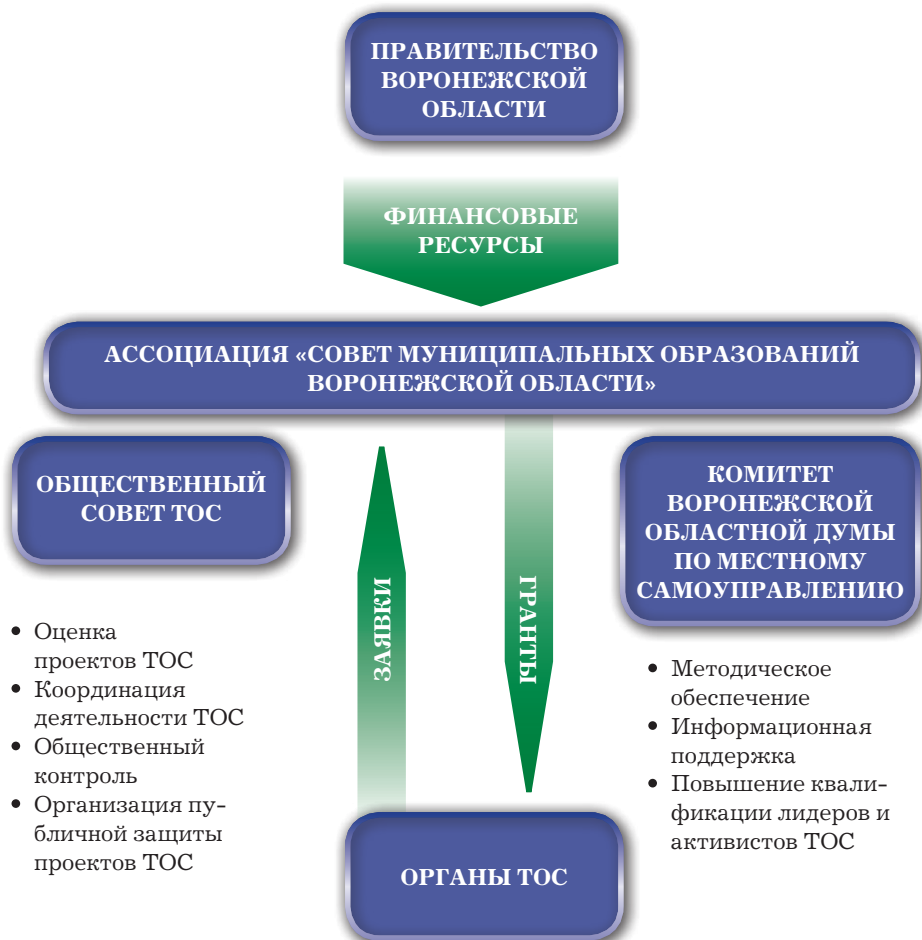 ПРАВИТЕЛЬСТВО
ВОРОНЕЖСКОЙ
ОБЛАСТИ
ФИНАНСОВЫЕ
РЕСУРСЫ
АССОЦИАЦИЯ «СОВЕТ МУНИЦИПАЛЬНЫХ ОБРАЗОВАНИЙ
ВОРОНЕЖСКОЙ ОБЛАСТИ»
ОБЩЕСТВЕННЫЙ
СОВЕТ ТОС
• Оценка
проектов ТОС
• Координация
деятельности ТОС
• Общественный
контроль
• Организация пу-
бличной защиты
проектов ТОС
ЗАЯВКИ
ГРАНТЫ
КОМИТЕТ
ВОРОНЕЖСКОЙ
ОБЛАСТНОЙ ДУМЫ
ПО МЕСТНОМУ
САМОУПРАВЛЕНИЮ
• Методическое
обеспечение
• Информационная
поддержка
• Повышение квали-
фикации лидеров и
активистов ТОС
ОРГАНЫ ТОС